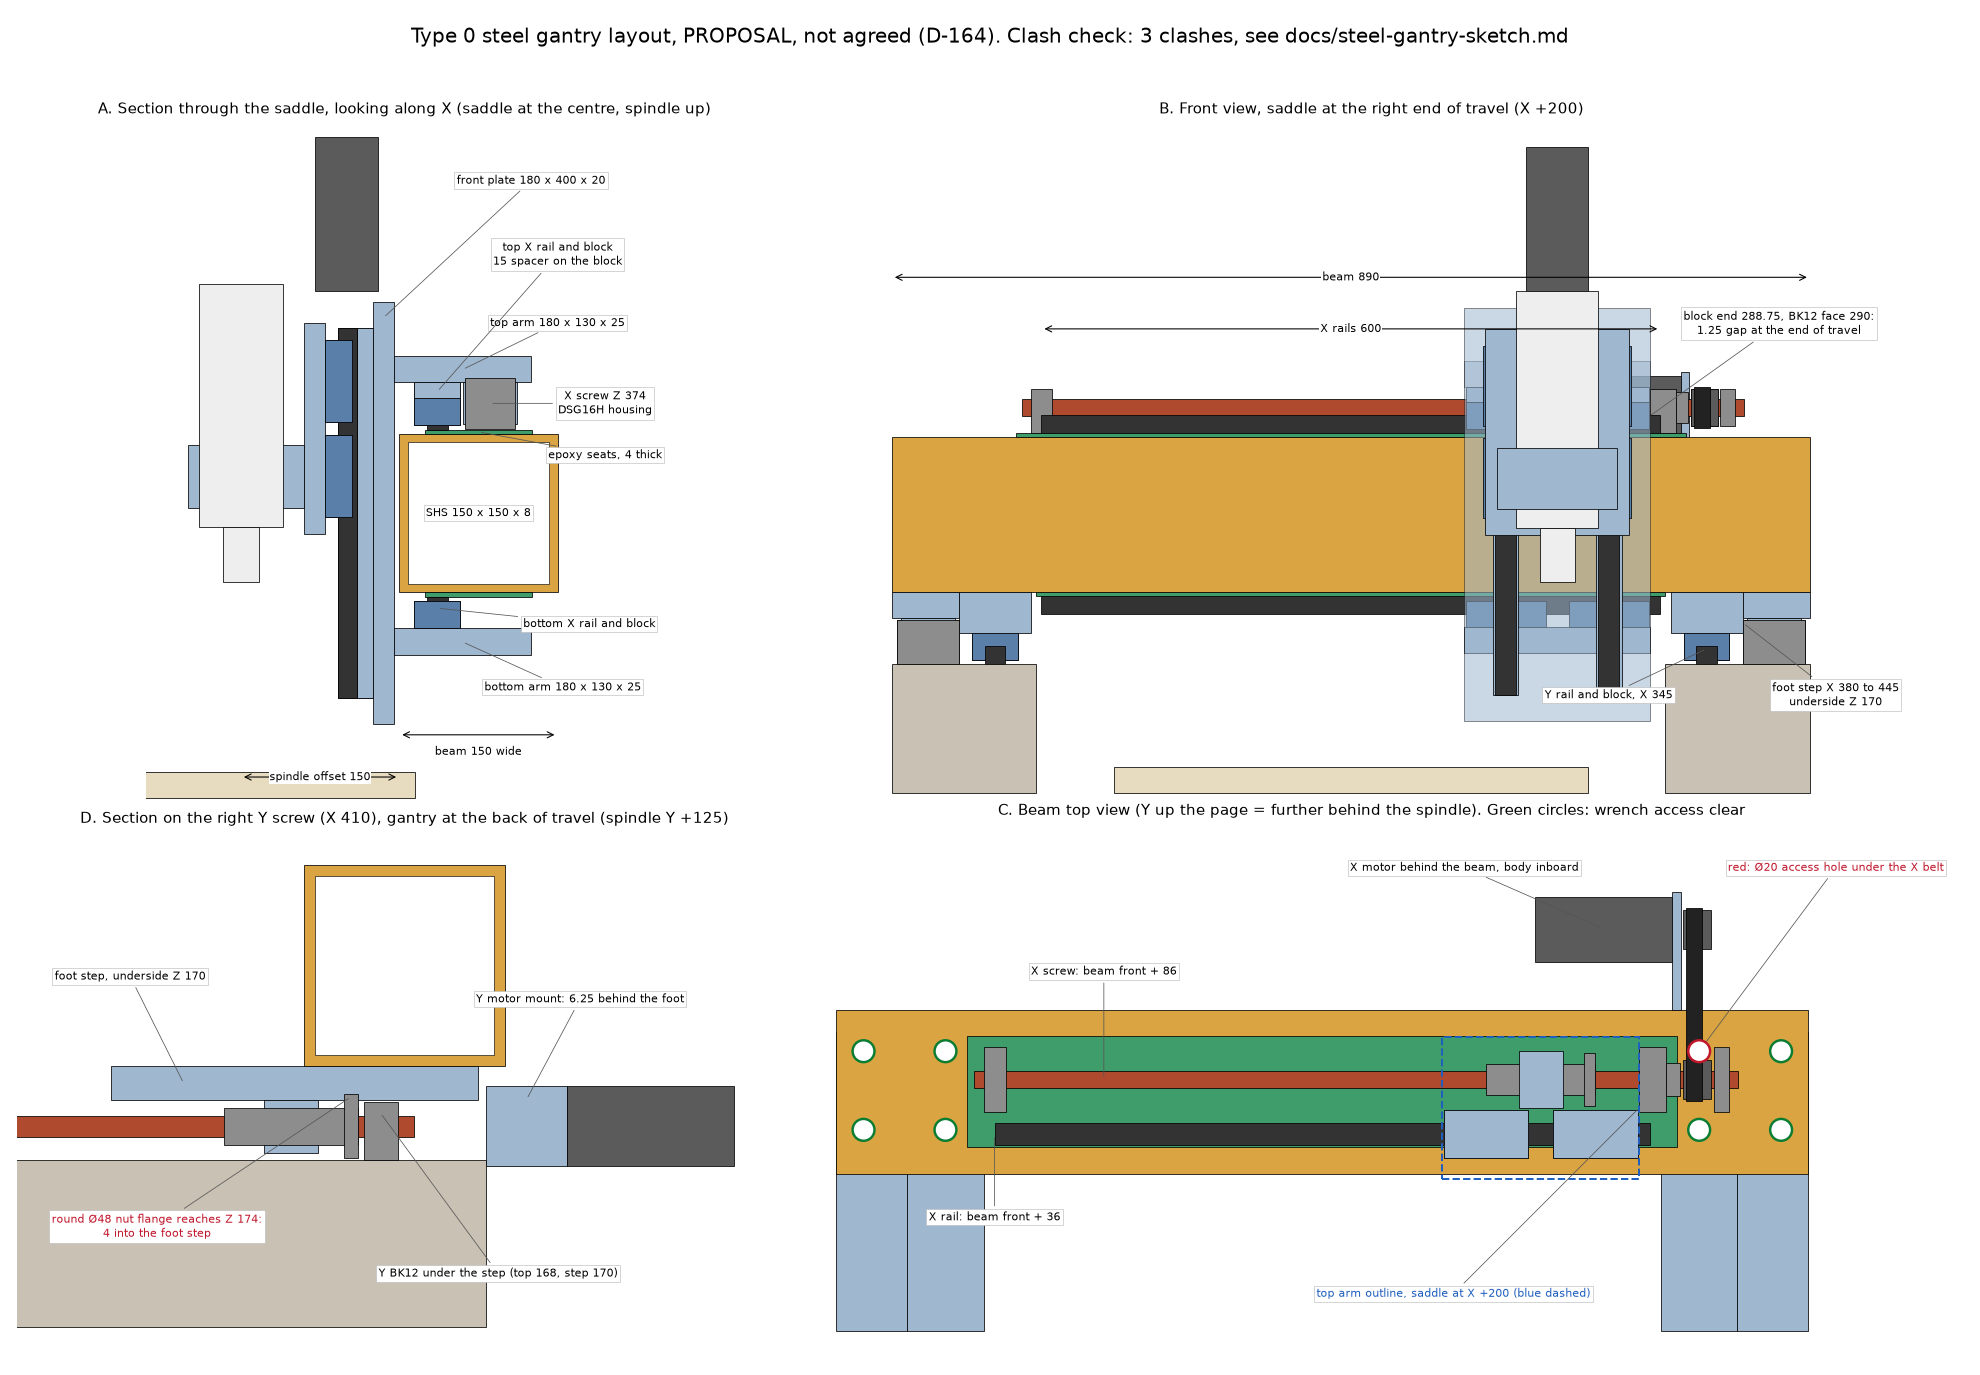 Type 0 steel gantry layout, PROPOSAL, not agreed (D-164). Clash check: 3 clashes, see docs/steel-gantry-sketch.md
A. Section through the saddle, looking along X (saddle at the centre, spindle up)
front plate 180 x 400 x 20
top X rail and block
15 spacer on the block
top arm 180 x 130 x 25
X screw Z 374
DSG16H housing
epoxy seats, 4 thick
SHS 150 x 150 x 8
bottom X rail and block
bottom arm 180 x 130 x 25
beam 150 wide
spindle offset 150
B. Front view, saddle at the right end of travel (X +200)
beam 890
X rails 600
block end 288.75, BK12 face 290:
1.25 gap at the end of travel
Y rail and block, X 345
foot step X 380 to 445
underside Z 170
D. Section on the right Y screw (X 410), gantry at the back of travel (spindle Y +125)
foot step, underside Z 170
Y motor mount: 6.25 behind the foot
round Ø48 nut flange reaches Z 174:
4 into the foot step
Y BK12 under the step (top 168, step 170)
C. Beam top view (Y up the page = further behind the spindle). Green circles: wrench access clear
X motor behind the beam, body inboard
red: Ø20 access hole under the X belt
X screw: beam front + 86
X rail: beam front + 36
top arm outline, saddle at X +200 (blue dashed)